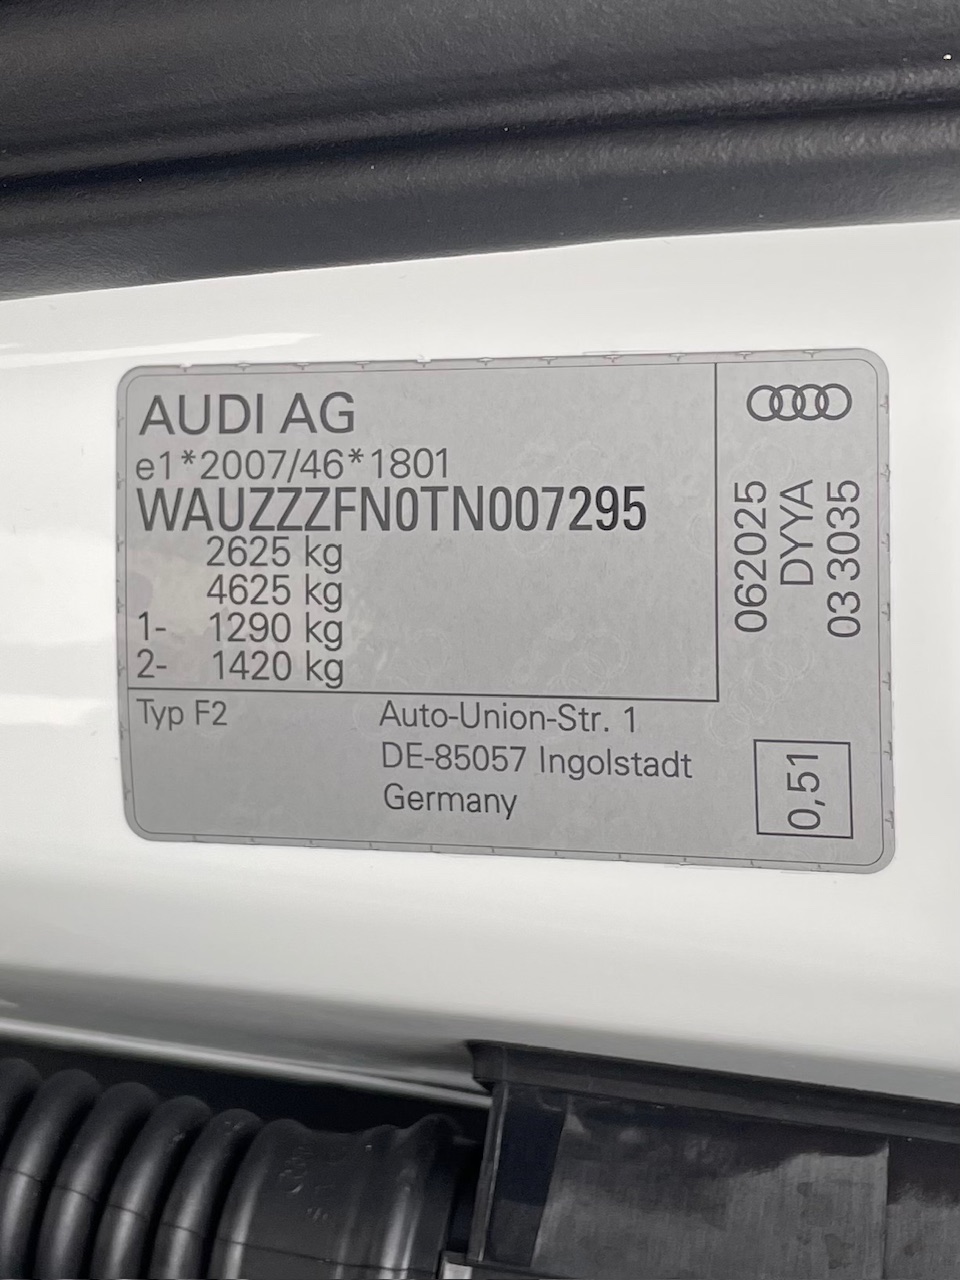 AUDI AG
e1*2007/46*1801
WAUZZZFN0TN007295
2625 kg
4625 kg
1- 1290 kg
2- 1420 kg
Typ F2
Auto-Union-Str. 1
DE-85057 Ingolstadt
Germany
062025
DYYA
03 3035
0,51